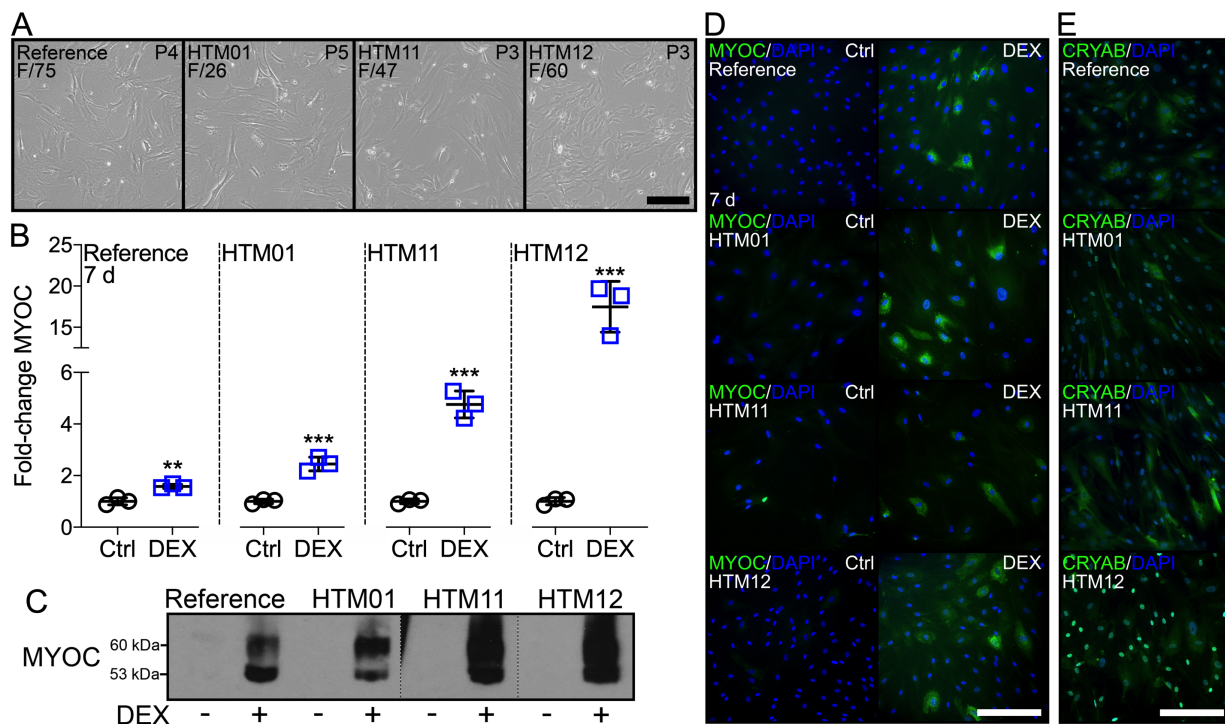 A
Reference P4
F/75
HTM01 P5
F/26
HTM11 P3
F/47
HTM12 P3
F/60
B
Fold-change MYOC
25
20
15
6
4
2
0
Reference
7 d
HTM01
HTM11
HTM12
**
***
***
***
Ctrl DEX Ctrl DEX Ctrl DEX Ctrl DEX
C
Reference HTM01 HTM11 HTM12
MYOC
60 kDa
53 kDa
DEX - + - + - + - +
D
MYOC/DAPI Ctrl DEX
Reference
7 d
MYOC/DAPI Ctrl DEX
HTM01
MYOC/DAPI Ctrl DEX
HTM11
MYOC/DAPI Ctrl DEX
HTM12
E
CRYAB/DAPI
Reference
CRYAB/DAPI
HTM01
CRYAB/DAPI
HTM11
CRYAB/DAPI
HTM12